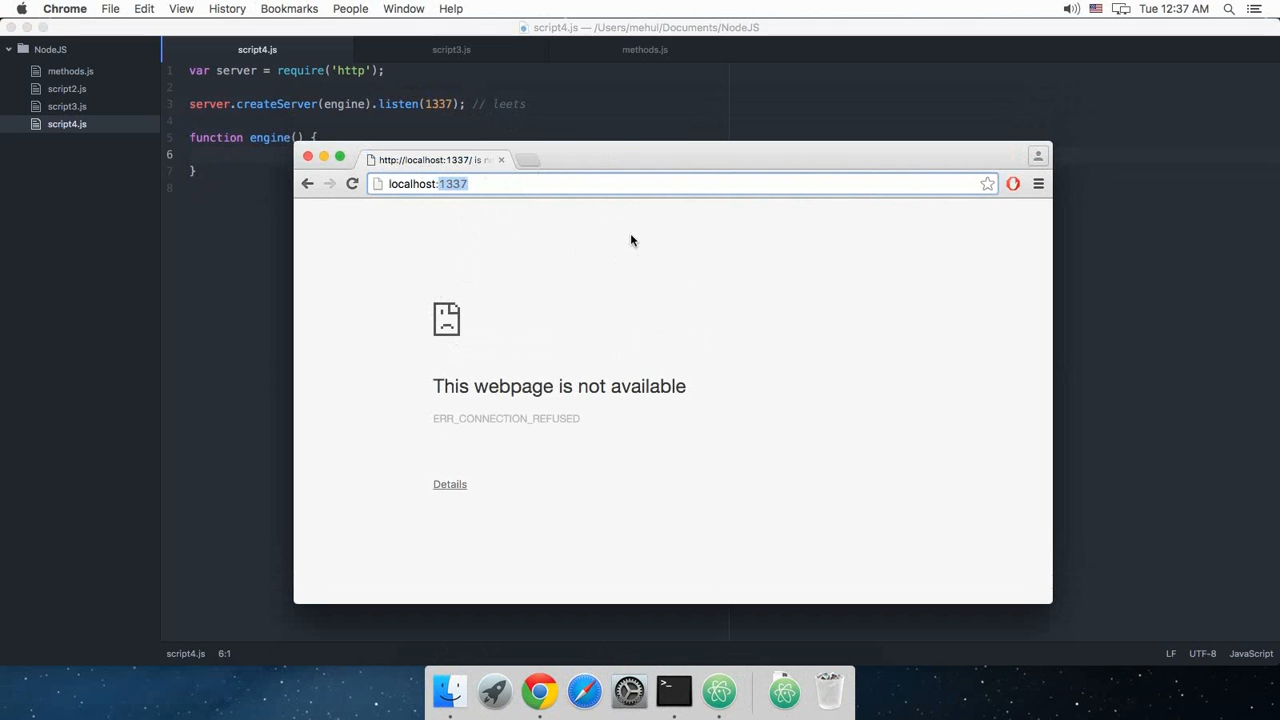 Chrome File Edit View History Bookmarks People Window Help Tue 12:37 AM
script4.js — /Users/mehul/Documents/NodeJS
NodeJS
methods.js
script2.js
script3.js
script4.js
script4.js script3.js methods.js
1 var server = require('http');
2
3 server.createServer(engine).listen(1337); // leets
4
5 function engine() {
6
7 }
8
http://localhost:1337/ is n
localhost:1337
This webpage is not available
ERR_CONNECTION_REFUSED
Details
script4.js 6:1 LF UTF-8 JavaScript
>_